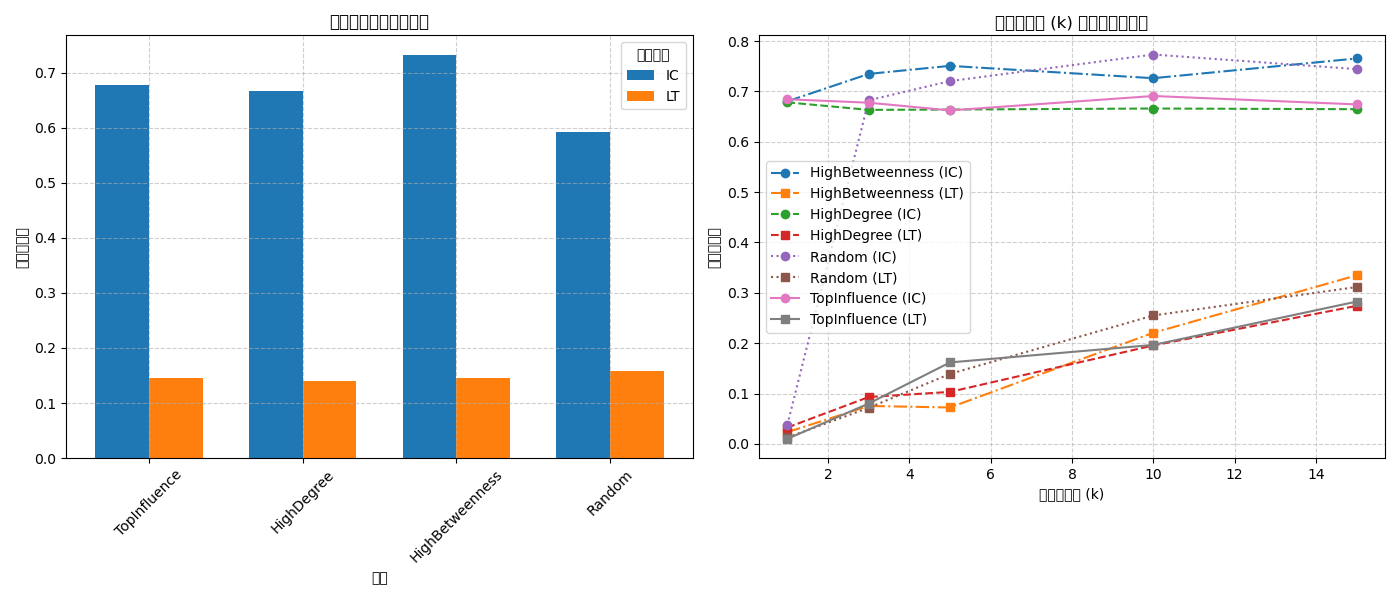 IC
LT
0.7
0.6
0.5
0.4
0.3
0.2
0.1
0.0
TopInfluence
HighDegree
HighBetweenness
Random
(k)
0.8
0.7
0.6
0.5
0.4
0.3
0.2
0.1
0.0
HighBetweenness (IC)
HighBetweenness (LT)
HighDegree (IC)
HighDegree (LT)
Random (IC)
Random (LT)
TopInfluence (IC)
TopInfluence (LT)
2 4 6 8 10 12 14
(k)